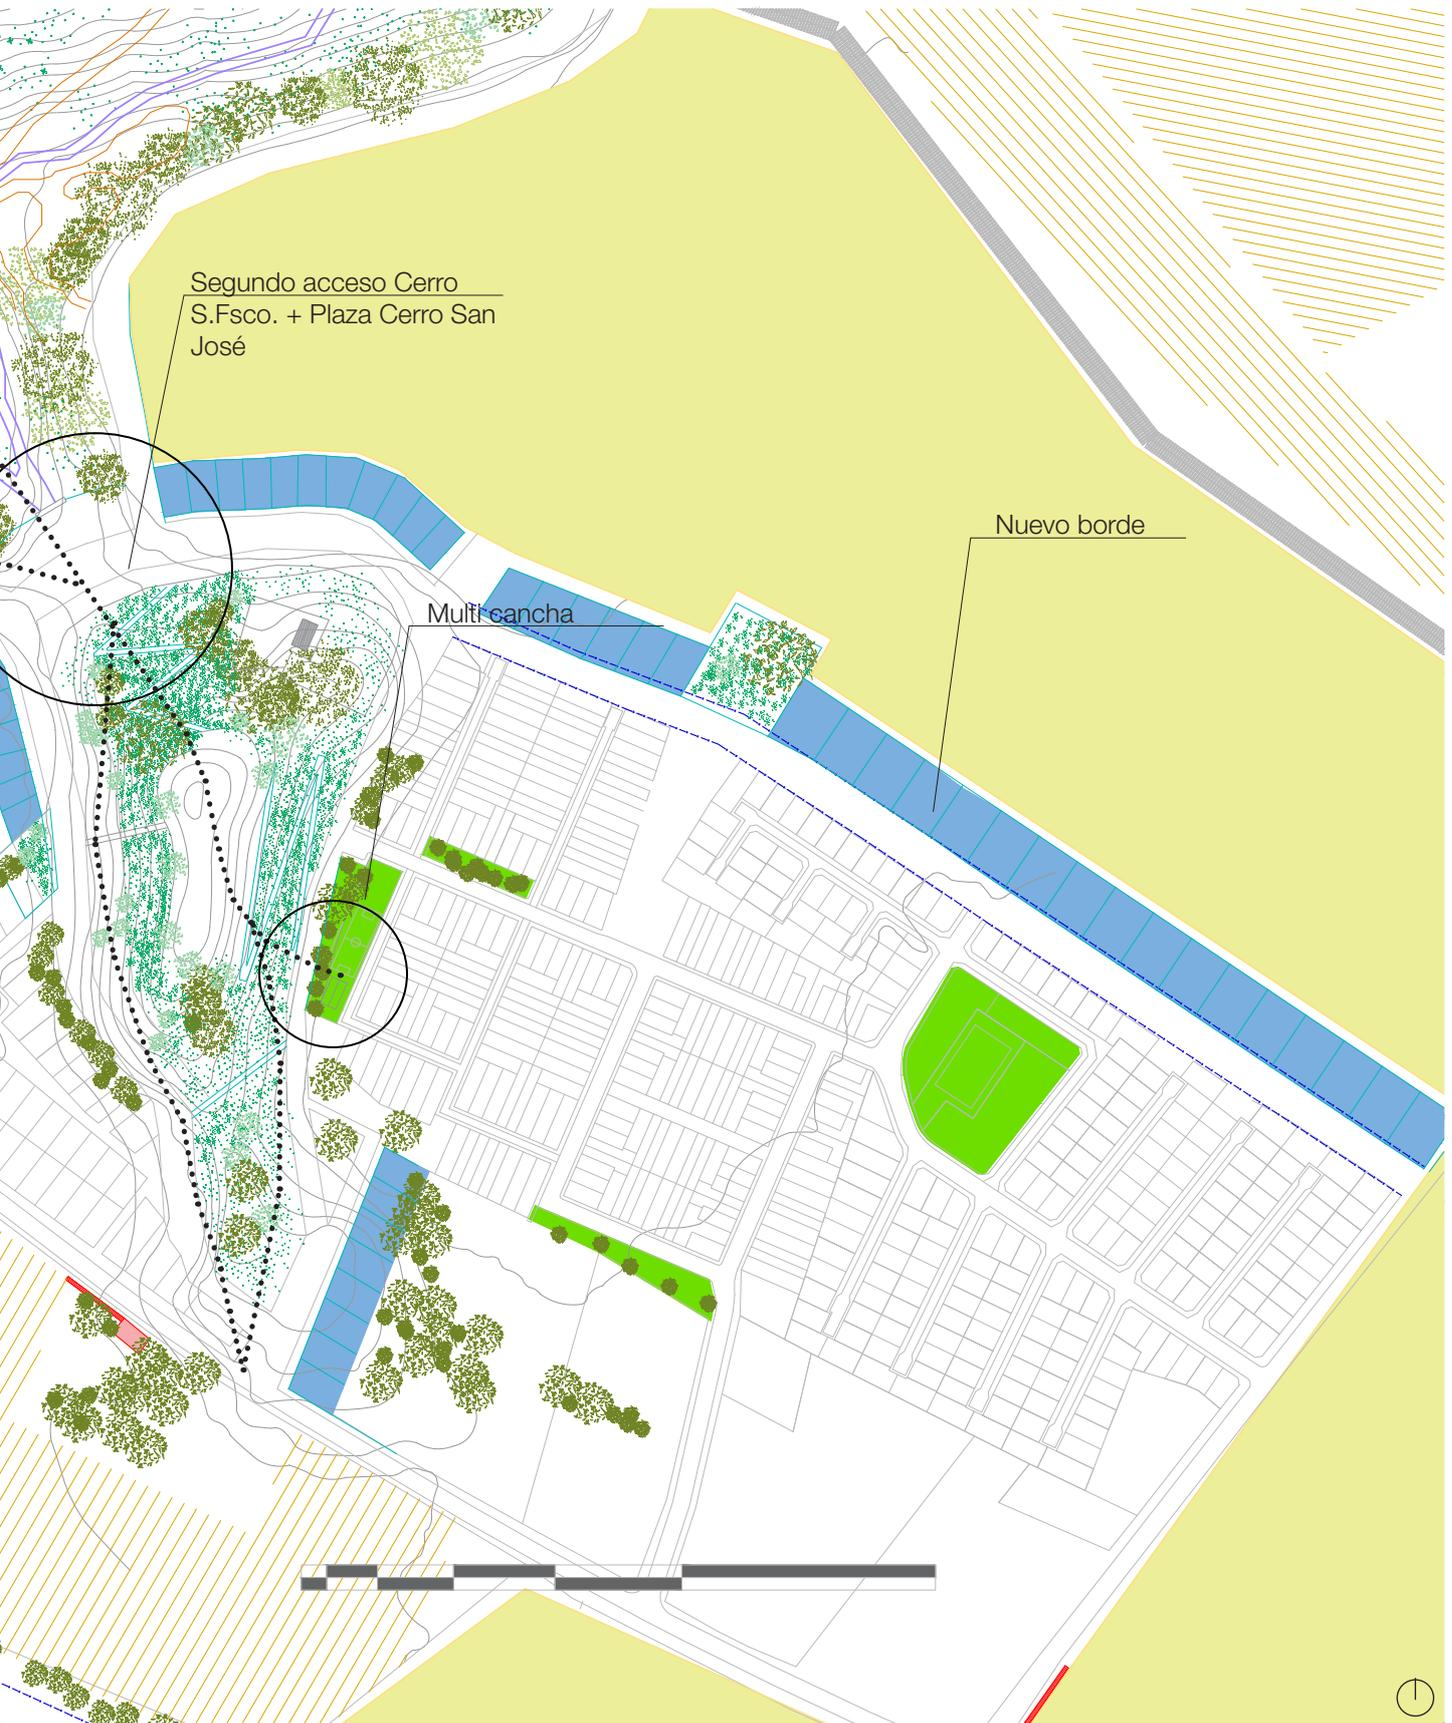 Segundo acceso Cerro
S.Fsco. + Plaza Cerro San
José
Nuevo borde
Multi cancha